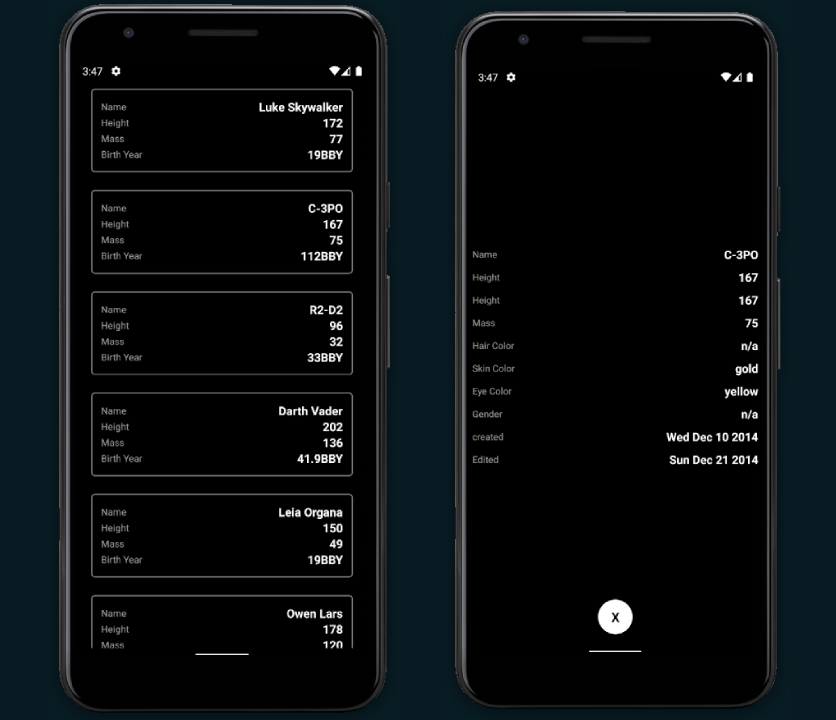 3:47
Name Luke Skywalker
Height 172
Mass 77
Birth Year 19BBY
Name C-3PO
Height 167
Mass 75
Birth Year 112BBY
Name R2-D2
Height 96
Mass 32
Birth Year 33BBY
Name Darth Vader
Height 202
Mass 136
Birth Year 41.9BBY
Name Leia Organa
Height 150
Mass 49
Birth Year 19BBY
Name Owen Lars
Height 178
Mass 120
3:47
Name C-3PO
Height 167
Height 167
Mass 75
Hair Color n/a
Skin Color gold
Eye Color yellow
Gender n/a
created Wed Dec 10 2014
Edited Sun Dec 21 2014
X